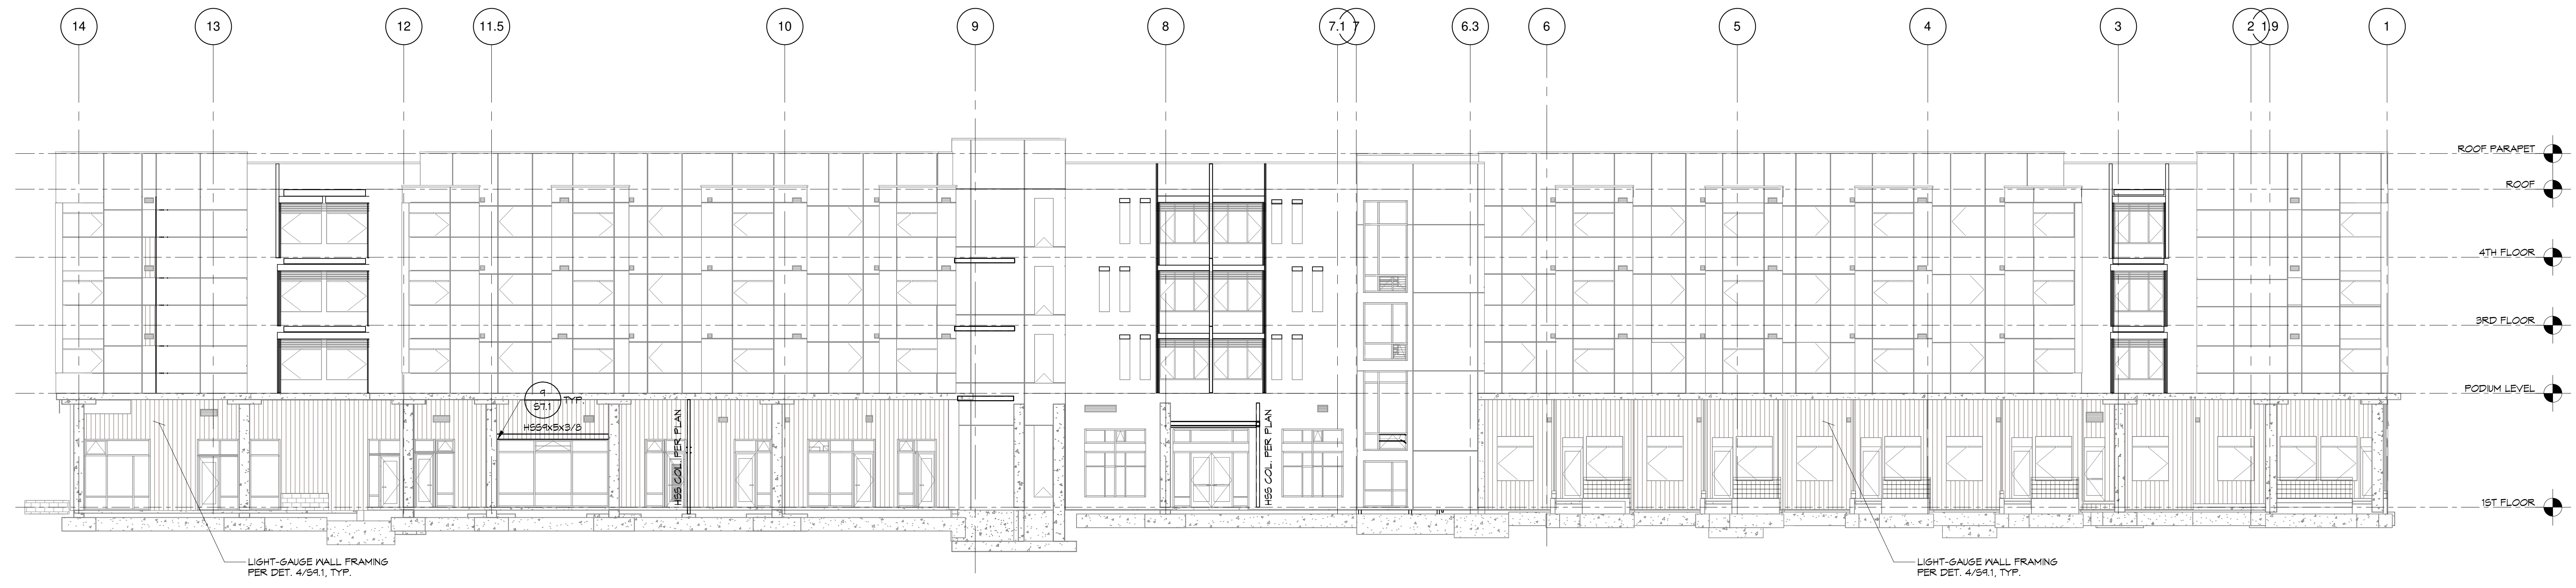 14 13 12 11.5 10 9 8 7.1 7 6.3 6 5 4 3 2 1.9 1
ROOF PARAPET
ROOF
4TH FLOOR
3RD FLOOR
PODIUM LEVEL
9
S7.1
TYP.
HSS9x5x3/8
HSS COL. PER PLAN
HSS COL. PER PLAN
1ST FLOOR
LIGHT-GAUGE WALL FRAMING
PER DET. 4/S9.1, TYP.
LIGHT-GAUGE WALL FRAMING
PER DET. 4/S9.1, TYP.